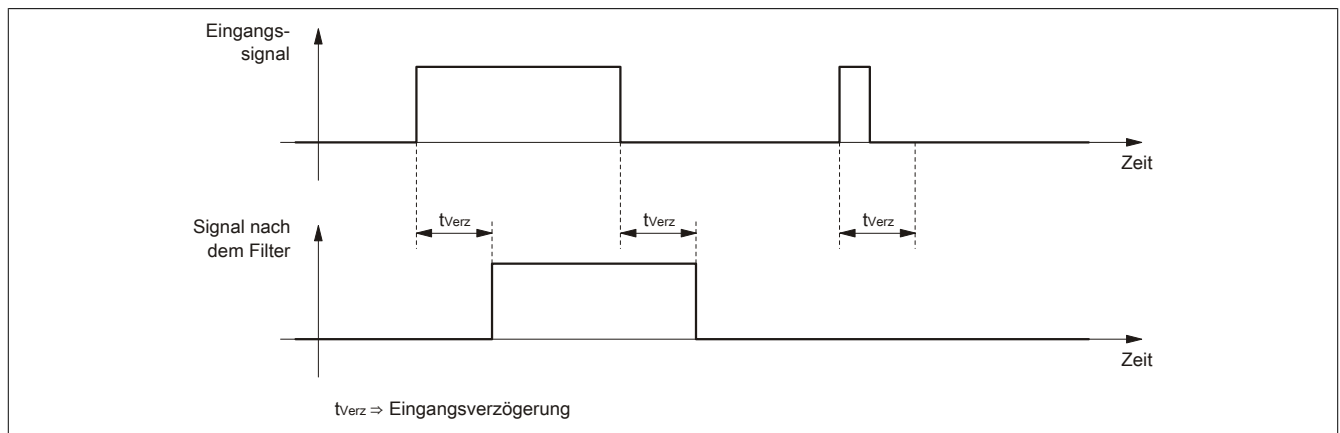 Eingangs-
signal
Zeit
Signal nach
dem Filter
tVerz
tVerz
tVerz
Zeit
tVerz ⇒ Eingangsverzögerung